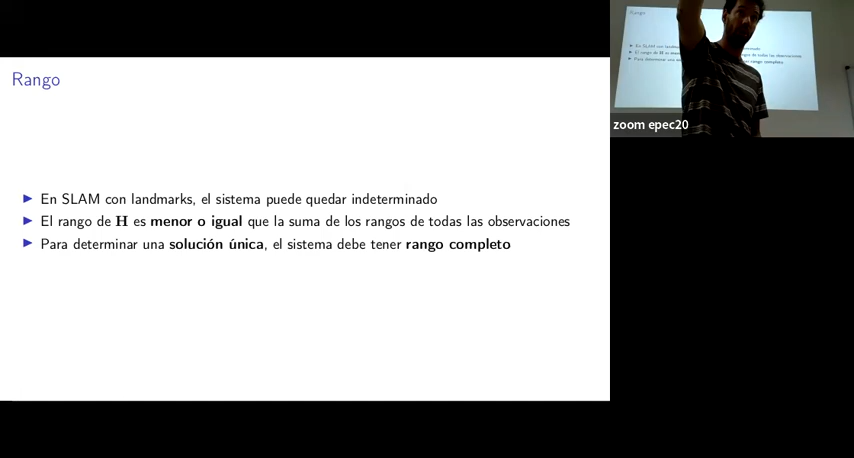 Rango
▶ En SLAM con landmarks, el sistema puede quedar indeterminado
▶ El rango de H es menor o igual que la suma de los rangos de todas las observaciones
▶ Para determinar una solución única, el sistema debe tener rango completo
zoom epec20
Rango